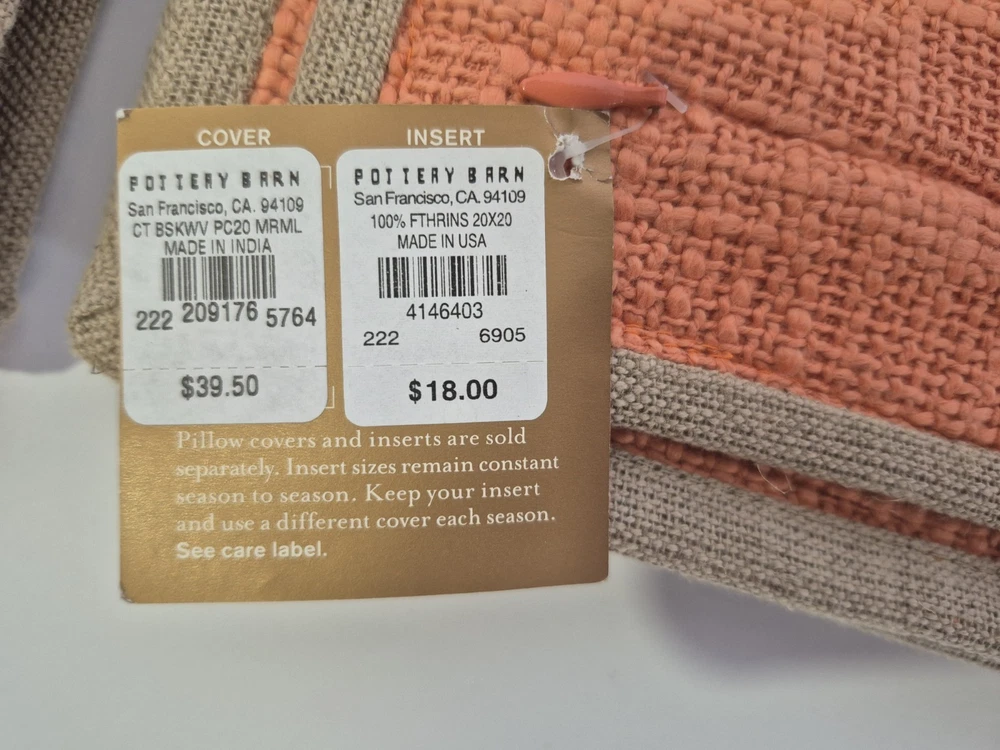 COVER
POTTERY BARN
San Francisco, CA. 94109
CT BSKWV PC20 MRML
MADE IN INDIA
222 209176 5764
$39.50
INSERT
POTTERY BARN
San Francisco, CA. 94109
100% FTHRINS 20X20
MADE IN USA
4146403
222 6905
$18.00
Pillow covers and inserts are sold
separately. Insert sizes remain constant
season to season. Keep your insert
and use a different cover each season.
See care label.